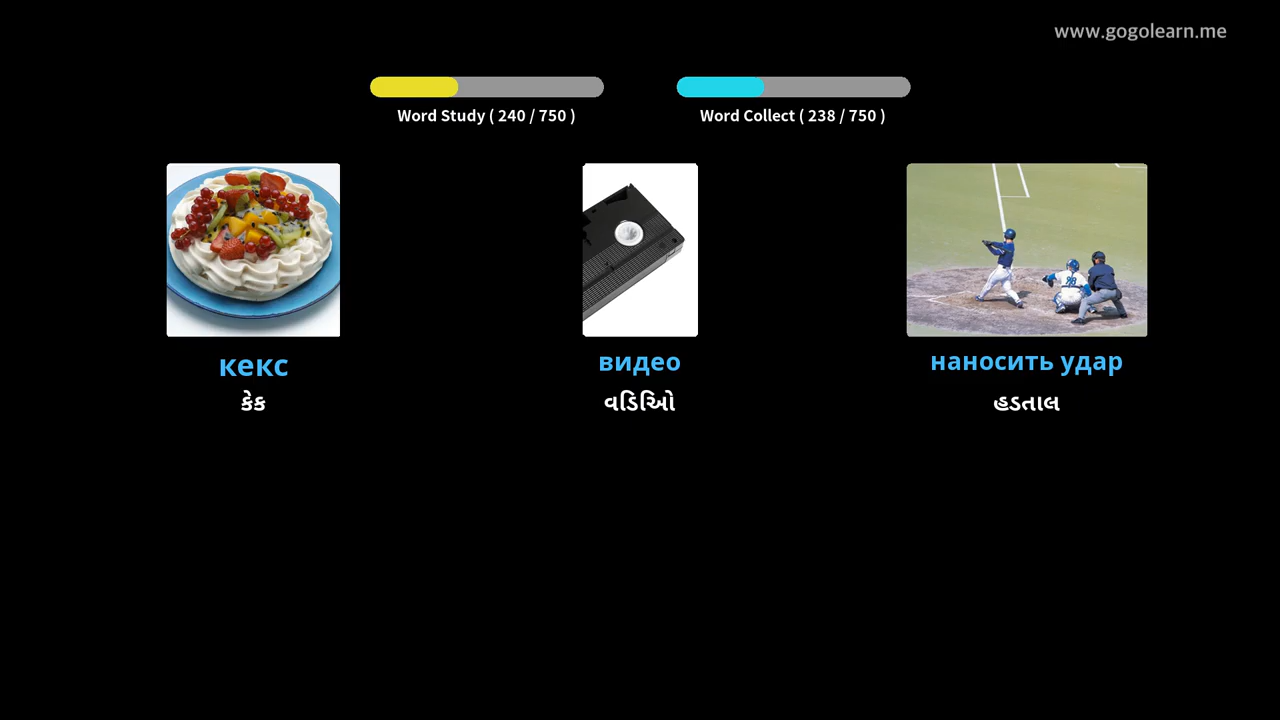 www.gogolearn.me
Word Study ( 240 / 750 )
Word Collect ( 238 / 750 )
кекс
видео
наносить удар
કેક
વિડિઓ
હડતાલ